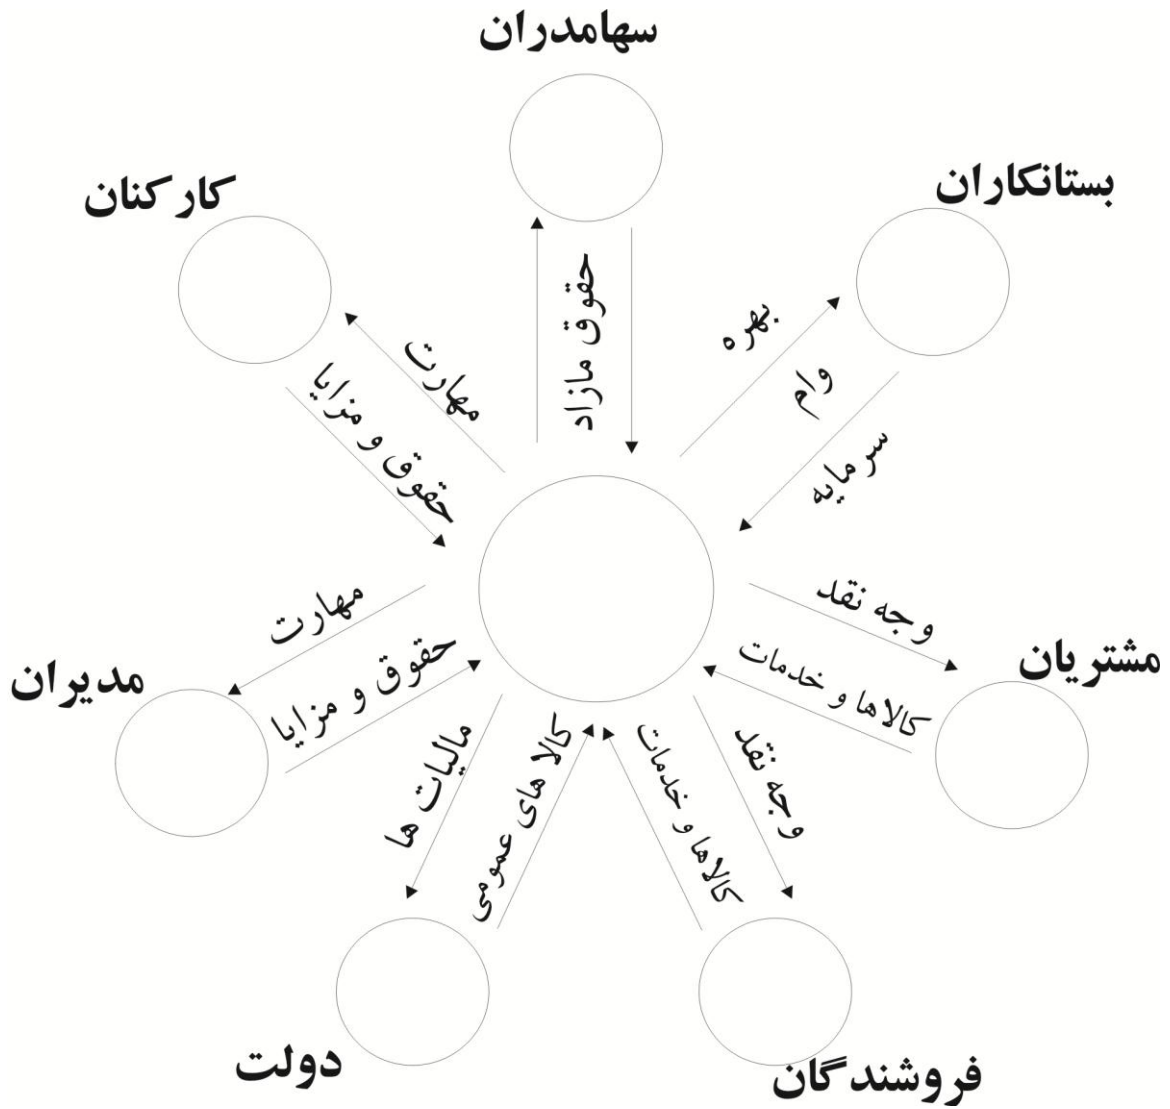 سهامدران
بستانکاران
کارکنان
حقوق مازاد
بهره
وام
سرمایه
مهارت
حقوق و مزایا
وجه نقد
کالاها و خدمات
مشتریان
مهارت
حقوق و مزایا
مدیران
مالیات ها
کالا های عمومی
کالاها و خدمات
وجه نقد
دولت
فروشندگان